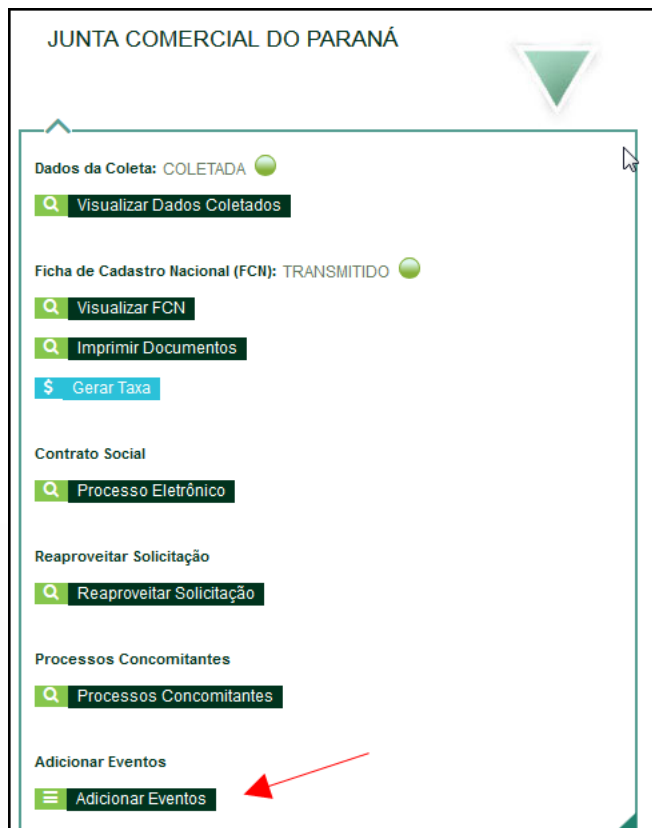 JUNTA COMERCIAL DO PARANÁ
Dados da Coleta: COLETADA
Visualizar Dados Coletados
Ficha de Cadastro Nacional (FCN): TRANSMITIDO
Visualizar FCN
Imprimir Documentos
$ Gerar Taxa
Contrato Social
Processo Eletrônico
Reaproveitar Solicitação
Reaproveitar Solicitação
Processos Concomitantes
Processos Concomitantes
Adicionar Eventos
Adicionar Eventos